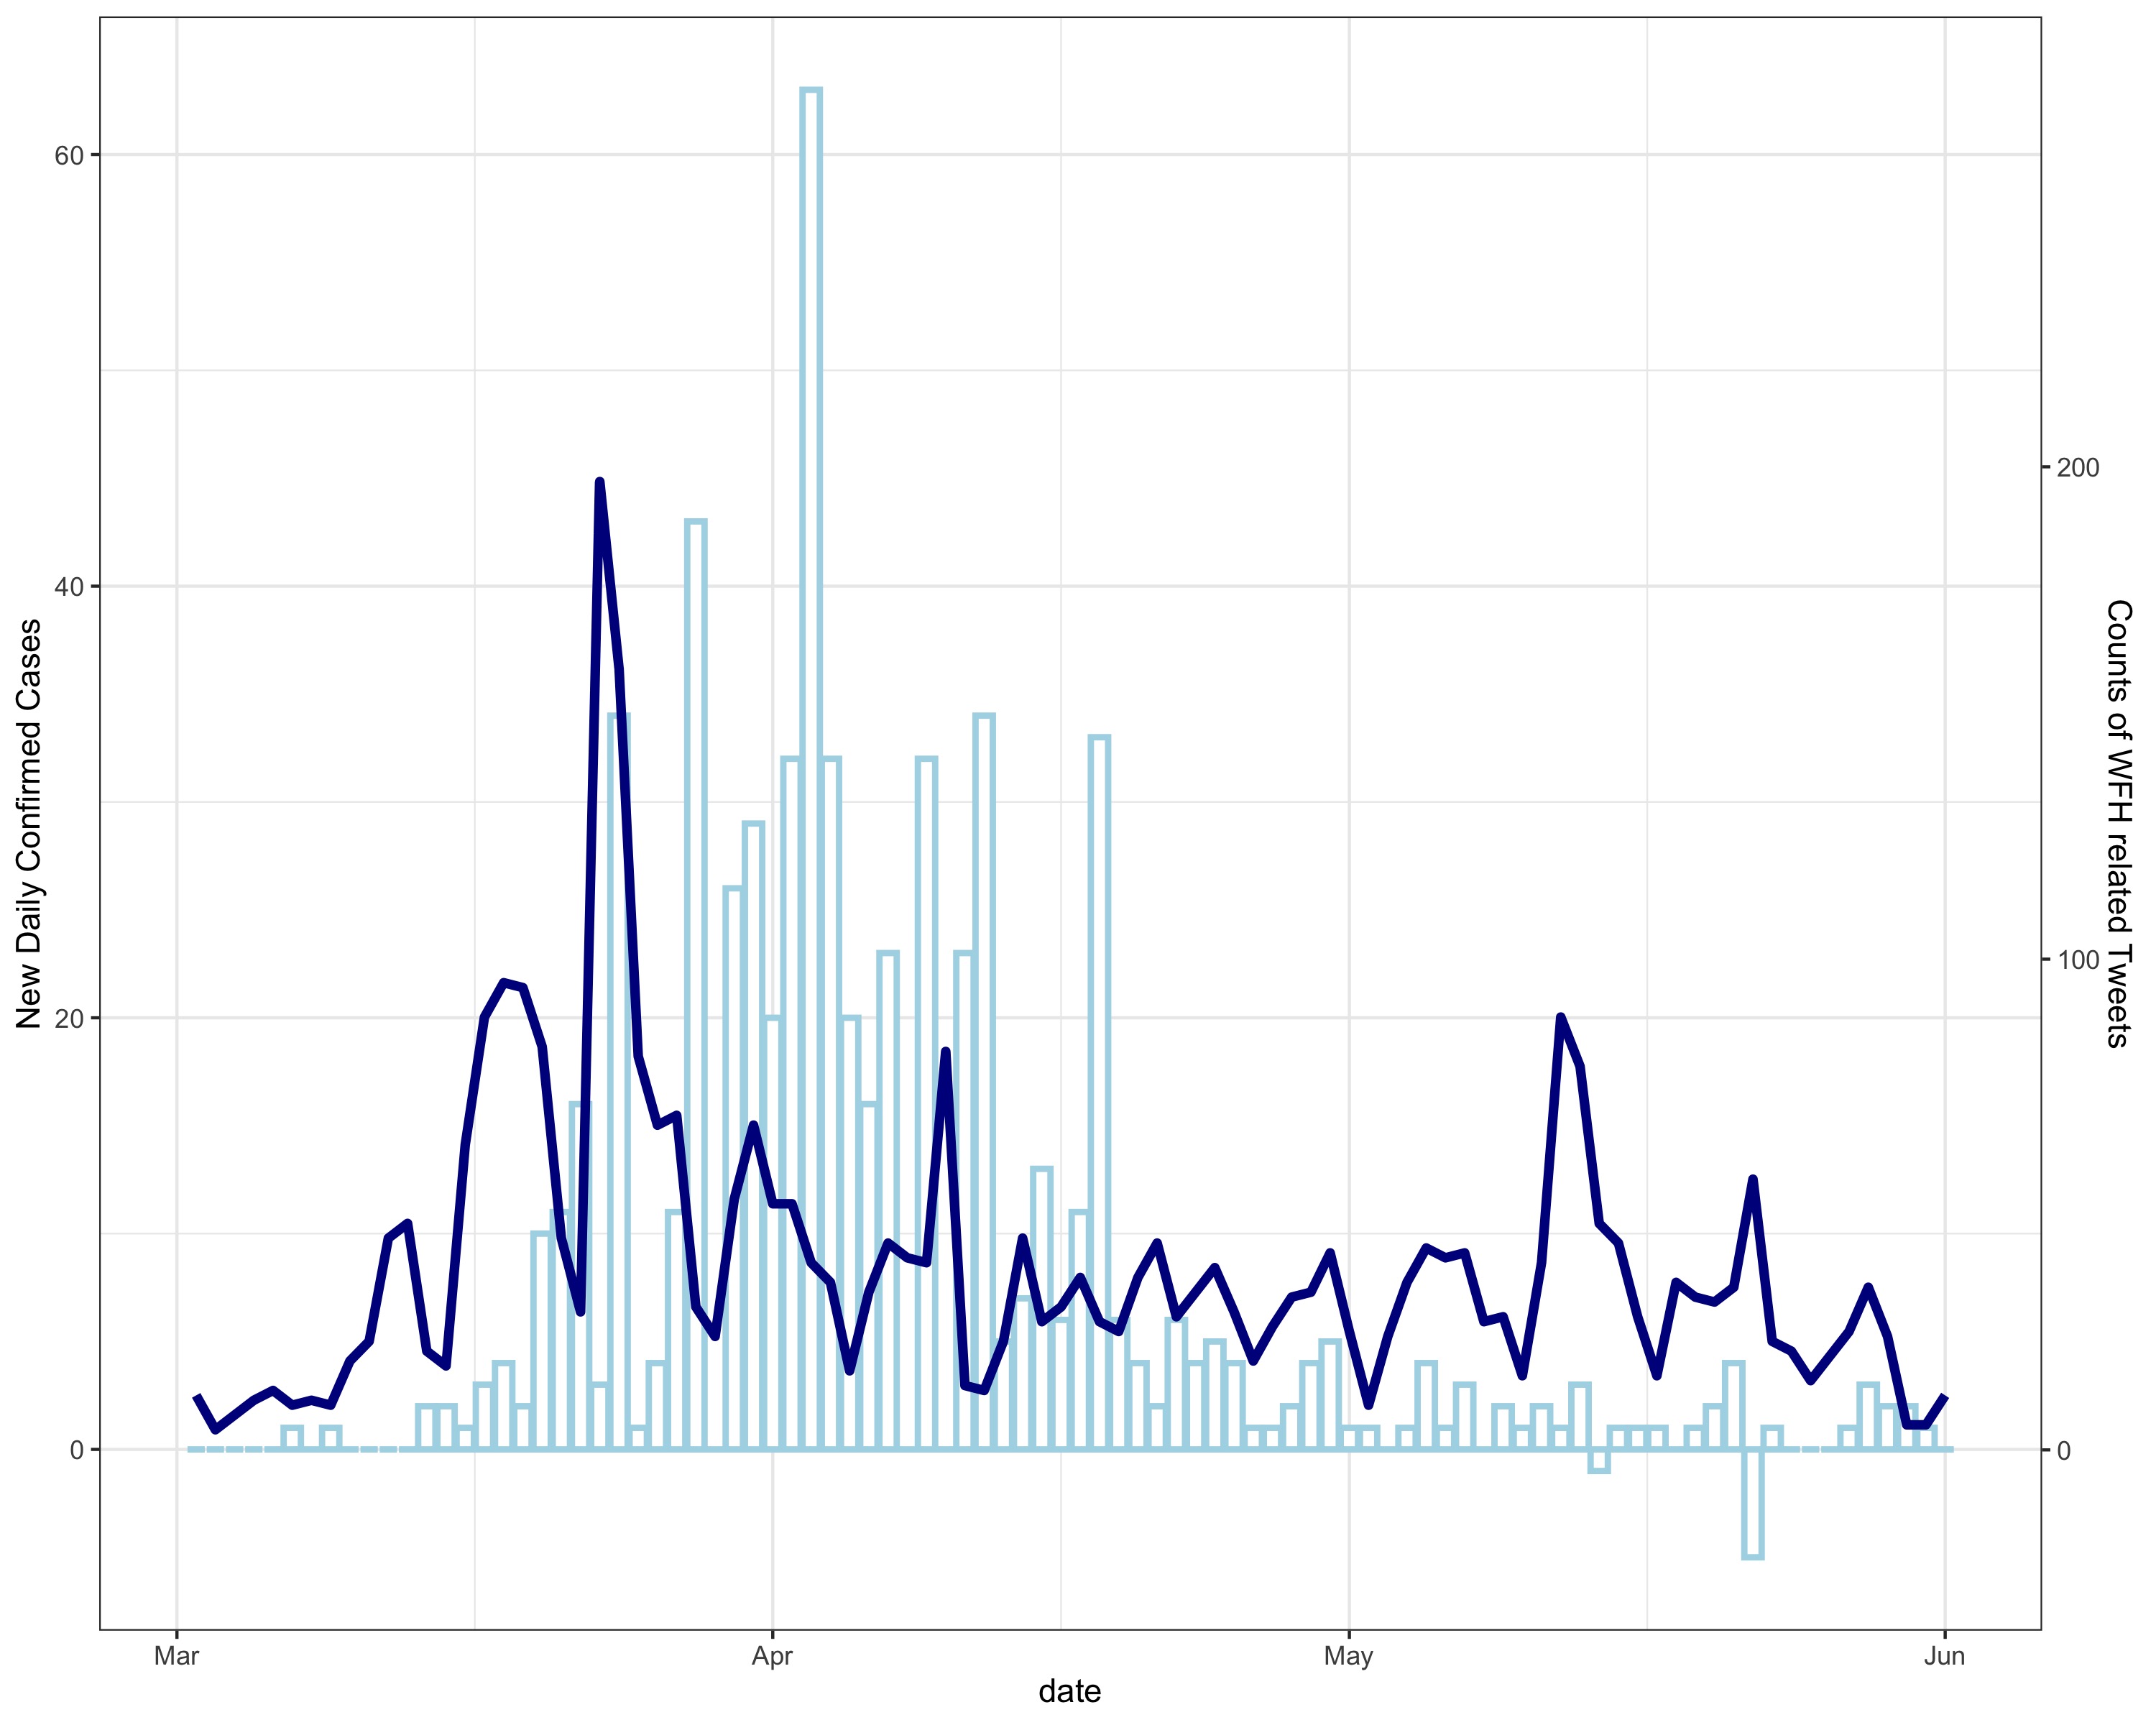 New Daily Confirmed Cases
60
40
20
0
200
100
0
Counts of WFH related Tweets
Mar
Apr
May
Jun
date